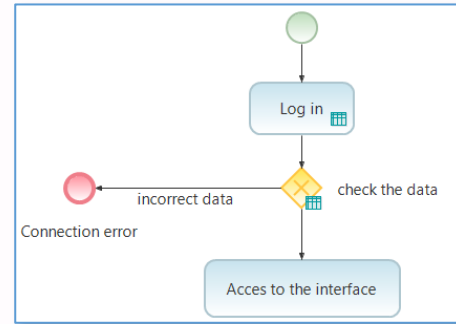 Log in
check the data
incorrect data
Connection error
Acces to the interface